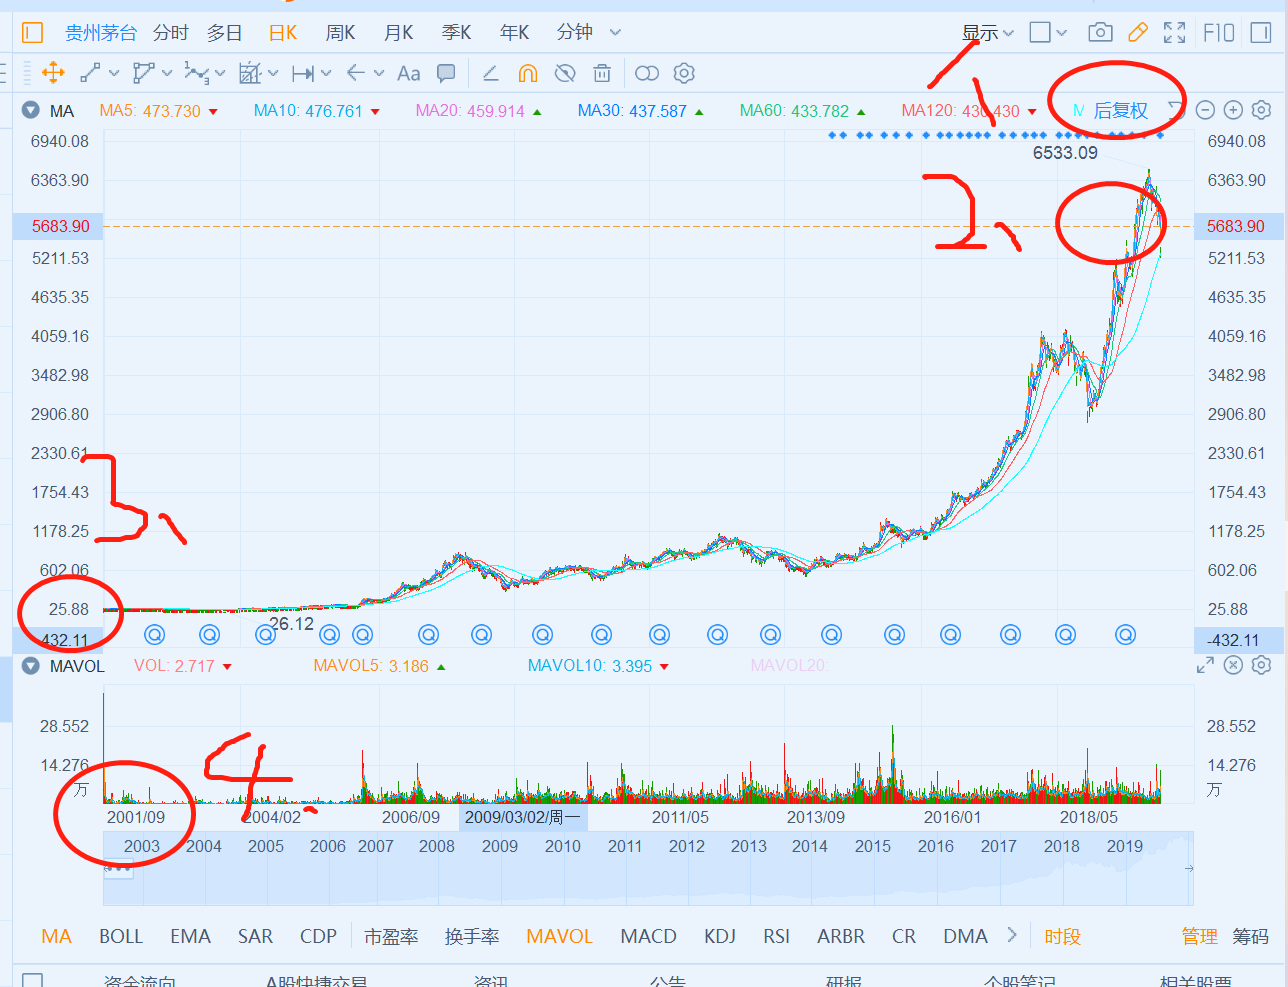 贵州茅台 分时 多日 日K 周K 月K 季K 年K 分钟 显示 F10
Aa
MA MA5: 473.730 MA10: 476.761 MA20: 459.914 MA30: 437.587 MA60: 433.782 MA120: 430.430 M 后复权
1、
6940.08 6940.08
6533.09
6363.90 6363.90
2、
5683.90 5683.90
5211.53 5211.53
4635.35 4635.35
4059.16 4059.16
3482.98 3482.98
2906.80 2906.80
2330.61 2330.61
3、
1754.43 1754.43
1178.25 1178.25
602.06 602.06
25.88 25.88
26.12
432.11 -432.11
MAVOL VOL: 2.717 MAVOL5: 3.186 MAVOL10: 3.395 MAVOL20:
28.552 28.552
4、
14.276 14.276
万 万
2001/09 2004/02 2006/09 2009/03/02/周一 2011/05 2013/09 2016/01 2018/05
2003 2004 2005 2006 2007 2008 2009 2010 2011 2012 2013 2014 2015 2016 2017 2018 2019
MA BOLL EMA SAR CDP 市盈率 换手率 MAVOL MACD KDJ RSI ARBR CR DMA 时段 管理 筹码
资金流向 A股快捷交易 资讯 公告 研报 个股笔记 相关股票